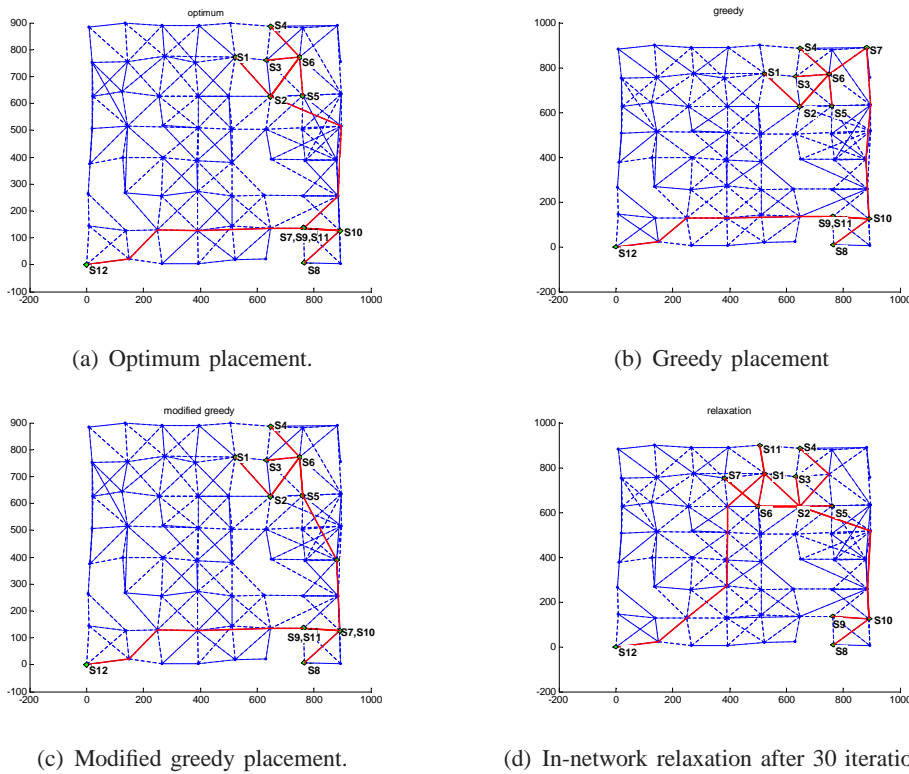 optimum
900
800
700
600
500
400
300
200
100
0
-100
-200 0 200 400 600 800 1000
S4
S1
S3
S6
S2
S5
S7,S9,S11
S10
S12
S8
(a) Optimum placement.
greedy
1000
800
600
400
200
0
-200
-200 0 200 400 600 800 1000
S4
S7
S1
S6
S3
S2
S5
S9,S11
S10
S12
S8
(b) Greedy placement
modified greedy
900
800
700
600
500
400
300
200
100
0
-100
-200 0 200 400 600 800 1000
S4
S1
S3
S6
S2
S5
S7,S10
S9,S11
S12
S8
(c) Modified greedy placement.
relaxation
1000
800
600
400
200
0
-200
-200 0 200 400 600 800 1000
S11
S4
S7
S1
S3
S6
S2
S5
S9
S10
S12
S8
(d) In-network relaxation after 30 iteratio